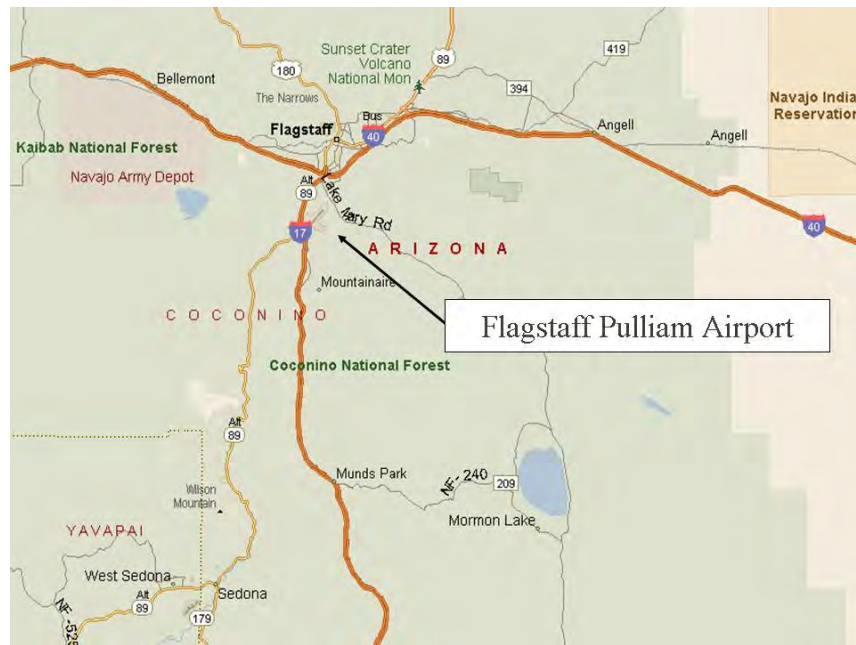 Sunset Crater
Volcano
National Mon
89
419
180
394
Bellemont
The Narrows
Bus
Flagstaff
40
Angell
Angell
Navajo India
Reservation
Kaibab National Forest
Navajo Army Depot
Alt
89
Lake
ary Rd
17
40
A R I Z O N A
Mountainaire
C O C O N I N O
Flagstaff Pulliam Airport
Coconino National Forest
Alt
89
Munds Park
NF-240
209
Wilson
Mountain
Mormon Lake
YAVAPAI
West Sedona
Alt
89
Sedona
179
NF-525